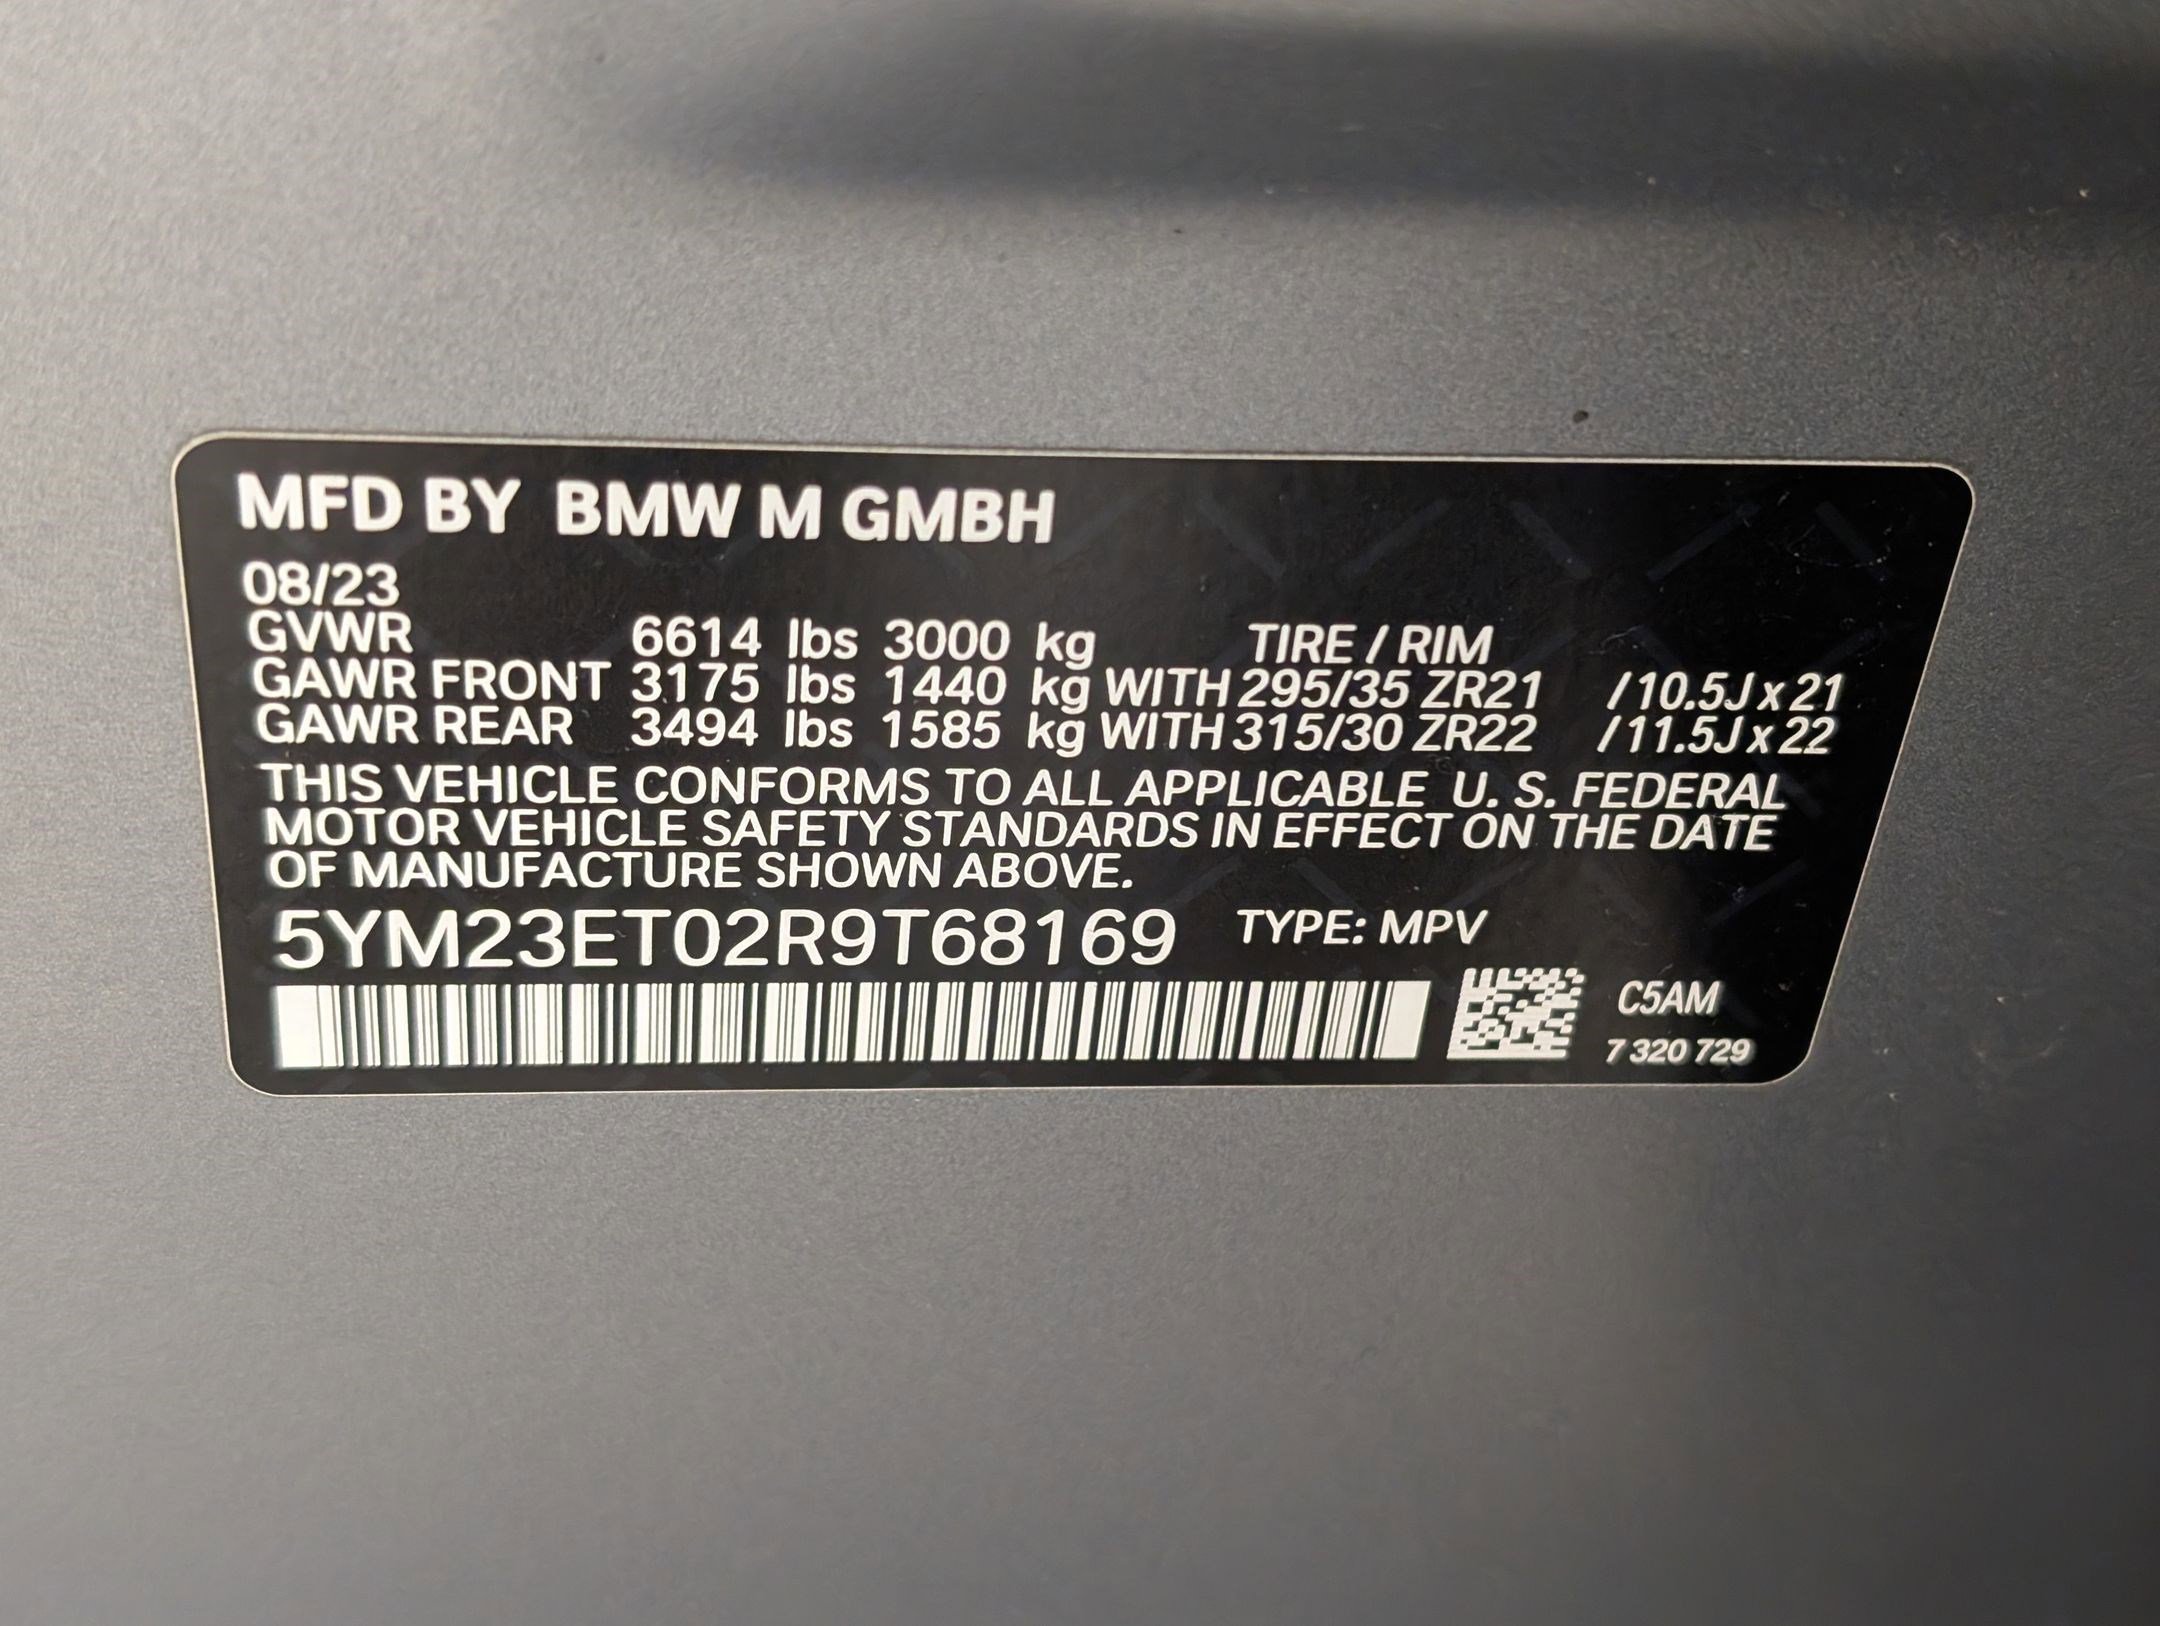 MFD BY BMW M GMBH
08/23
GVWR 6614 lbs 3000 kg TIRE / RIM
GAWR FRONT 3175 lbs 1440 kg WITH 295/35 ZR21 /10.5J x 21
GAWR REAR 3494 lbs 1585 kg WITH 315/30 ZR22 /11.5J x 22
THIS VEHICLE CONFORMS TO ALL APPLICABLE U. S. FEDERAL
MOTOR VEHICLE SAFETY STANDARDS IN EFFECT ON THE DATE
OF MANUFACTURE SHOWN ABOVE.
5YM23ET02R9T68169 TYPE: MPV
C5AM
7 320 729